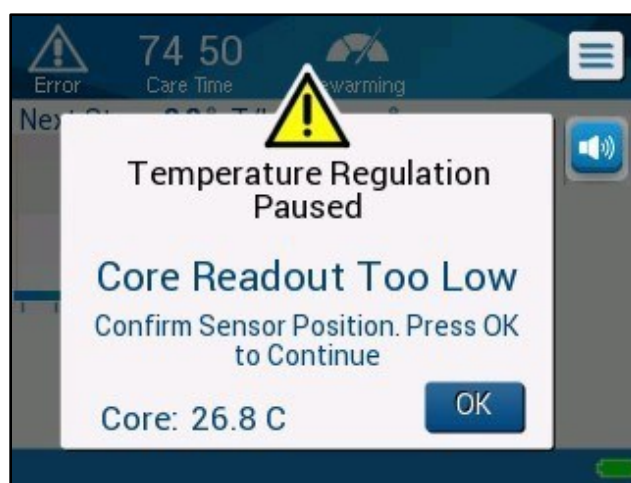 74 50
Error
Care Time
ewarming
Temperature Regulation
Paused
Core Readout Too Low
Confirm Sensor Position. Press OK
to Continue
Core: 26.8 C
OK